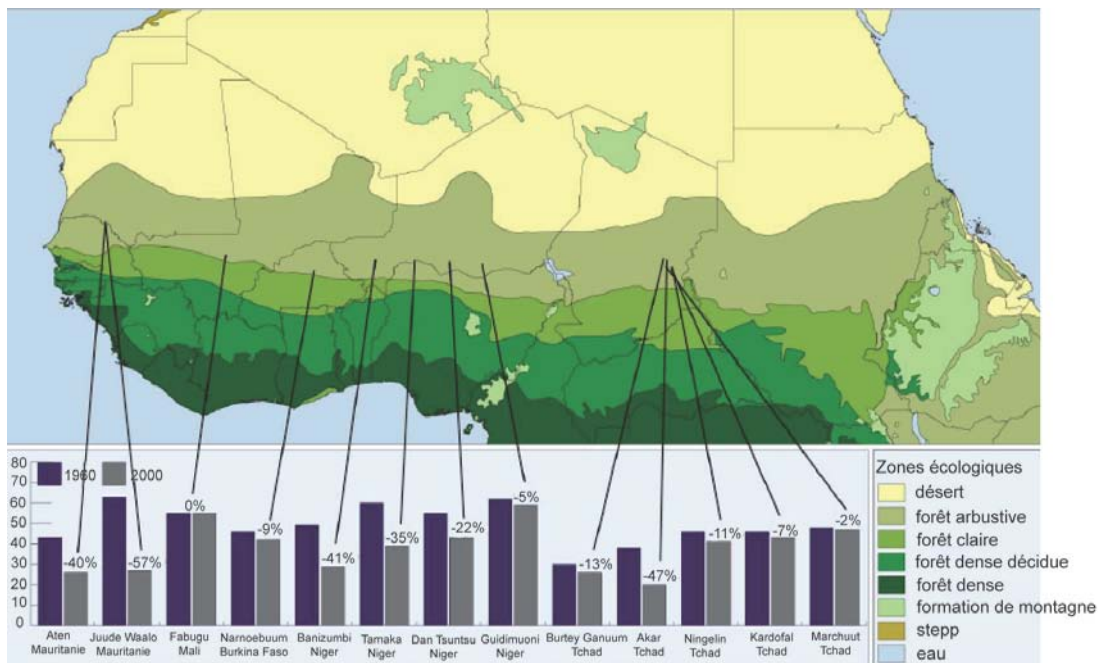 80
70
60
50
40
30
20
10
0
1960
2000
-40%
-57%
0%
-9%
-41%
-35%
-22%
-5%
-13%
-47%
-11%
-7%
-2%
Aten
Mauritanie
Juude Waalo
Mauritanie
Fabugu
Mali
Narnoebuum
Burkina Faso
Banizumbi
Niger
Tamaka
Niger
Dan Tsuntsu
Niger
Guidimuoni
Niger
Burtey Ganuum
Tchad
Akar
Tchad
Ningelin
Tchad
Kardofal
Tchad
Marchuut
Tchad
Zones écologiques
désert
forêt arbustive
forêt claire
forêt dense décidue
forêt dense
formation de montagne
stepp
eau